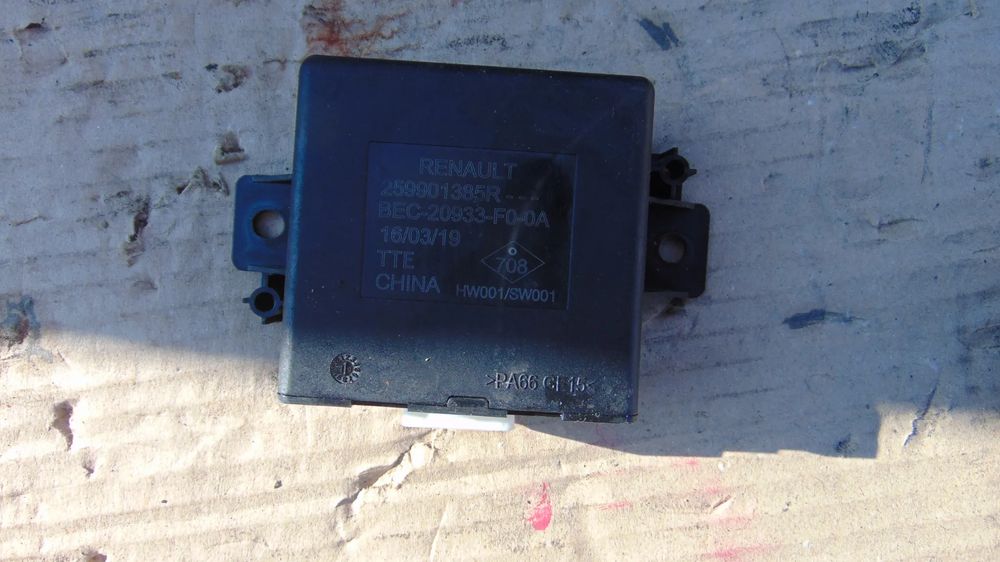 RENAULT
259901385R---
BEC-20933-F0-0A
16/03/19
TTE
708
CHINA
HW001/SW001
>PA66 GF15<